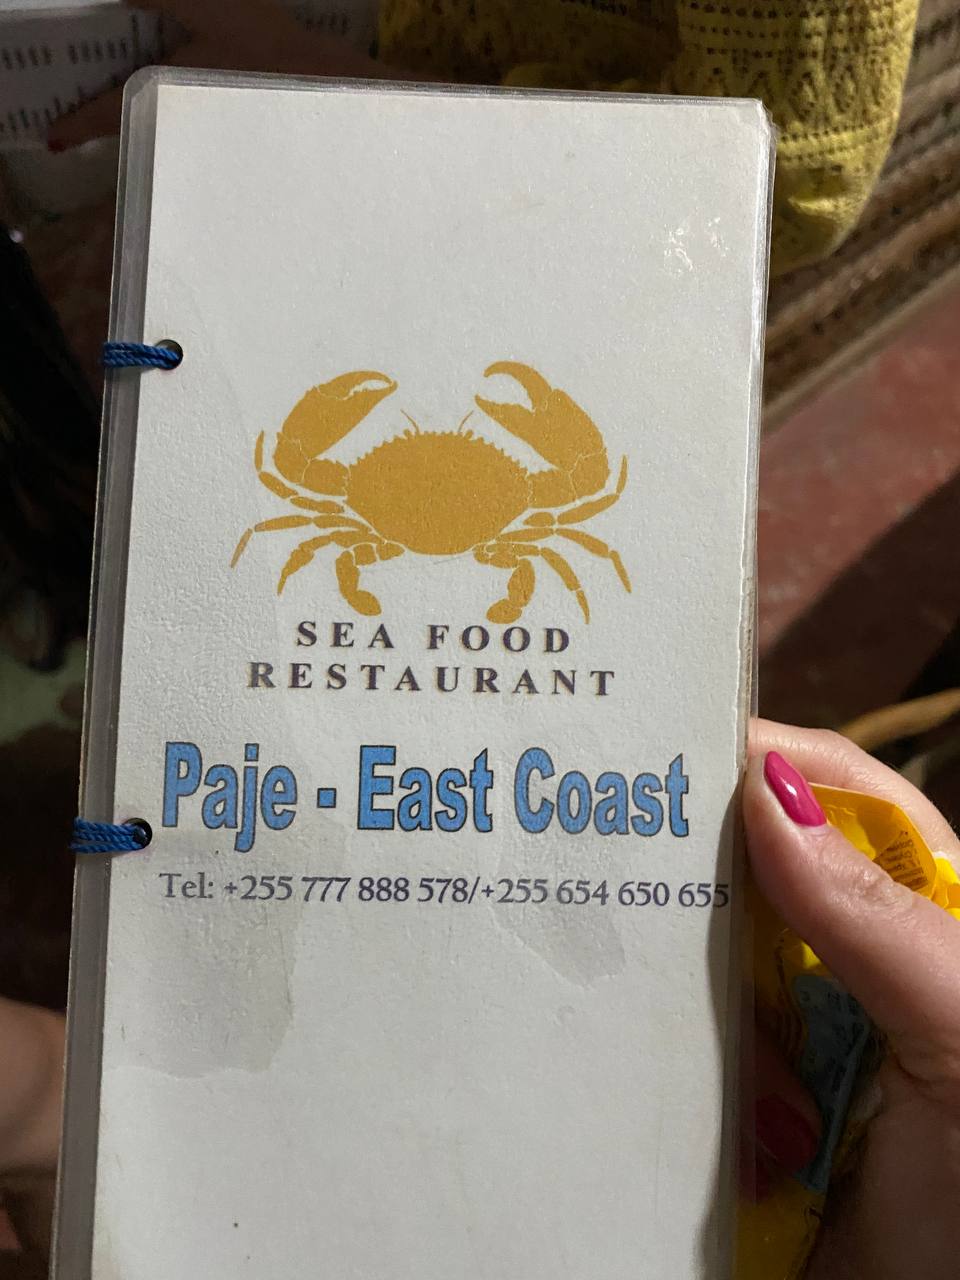 SEA FOOD
RESTAURANT
Paje - East Coast
Tel: +255 777 888 578/+255 654 650 655